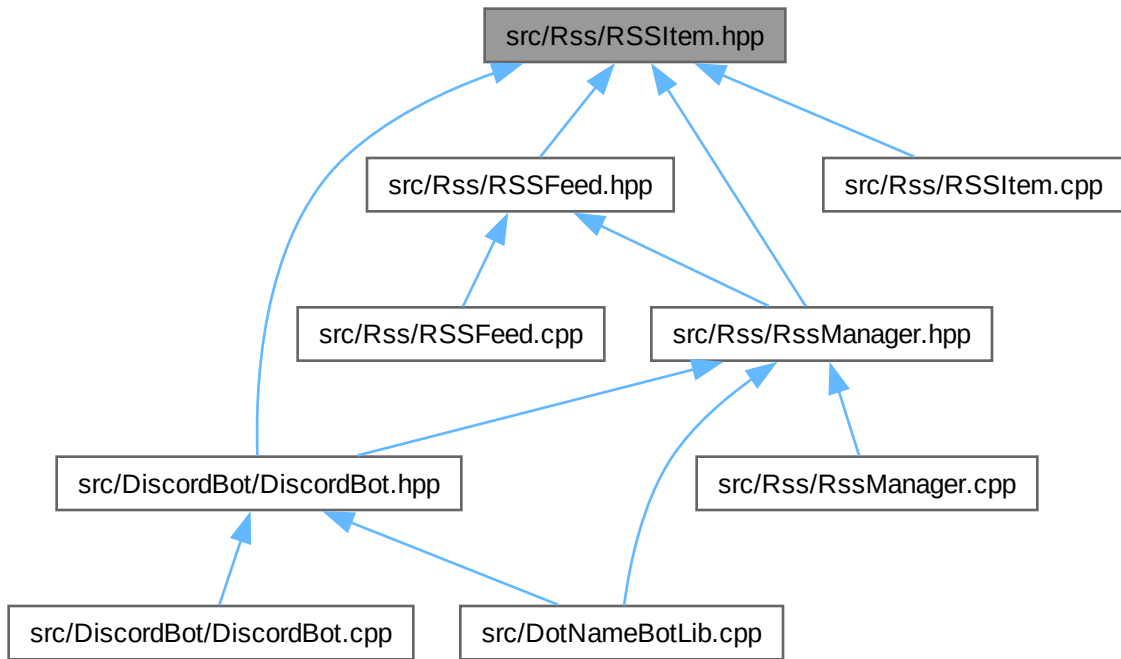 src/Rss/RSSItem.hpp
src/Rss/RSSFeed.hpp
src/Rss/RSSItem.cpp
src/Rss/RSSFeed.cpp
src/Rss/RssManager.hpp
src/DiscordBot/DiscordBot.hpp
src/Rss/RssManager.cpp
src/DiscordBot/DiscordBot.cpp
src/DotNameBotLib.cpp